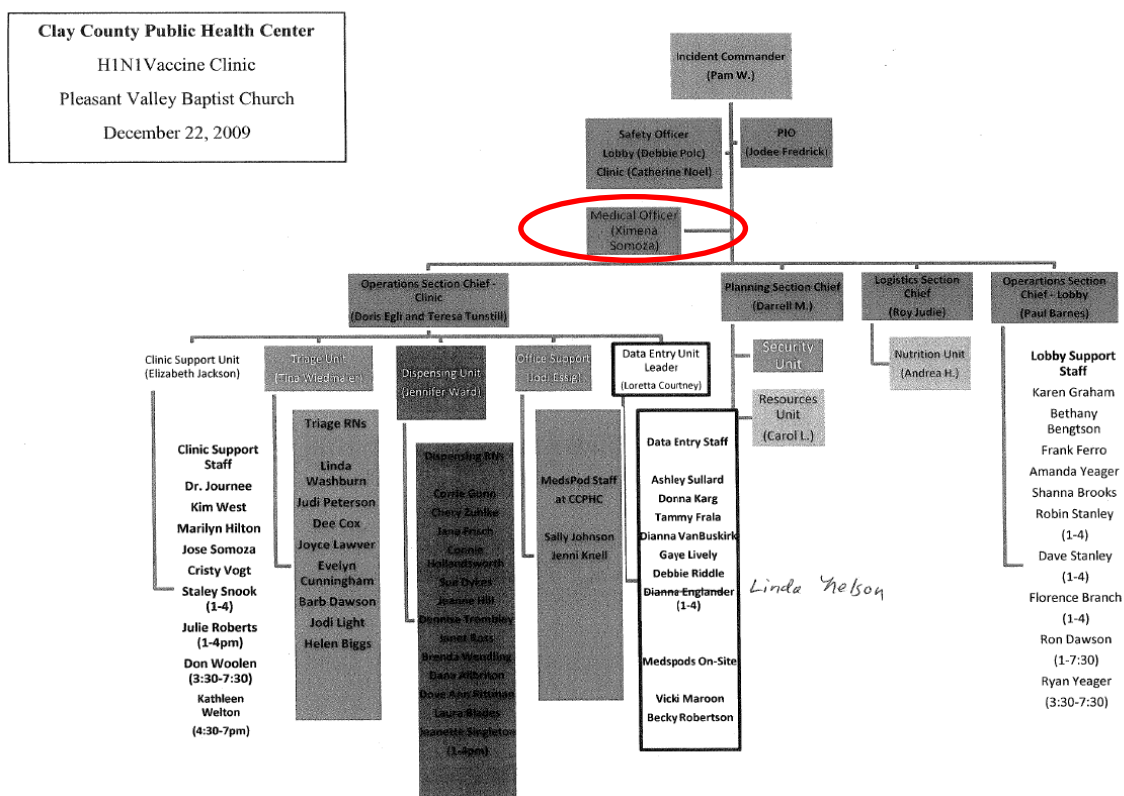 Clay County Public Health Center
H1N1Vaccine Clinic
Pleasant Valley Baptist Church
December 22, 2009
Incident Commander
(Pam W.)
Safety Officer
Lobby (Debbie Polc)
Clinic (Catherine Noel)
PIO
(Jodee Fredrick)
Medical Officer
(Ximena
Somoza)
Operations Section Chief -
Clinic
(Doris Egli and Teresa Tunstill)
Planning Section Chief
(Darrell M.)
Logistics Section
Chief
(Roy Judie)
Operartions Section
Chief - Lobby
(Paul Barnes)
Clinic Support Unit
(Elizabeth Jackson)
Triage Unit
(Tina Wiedmaier)
Dispensing Unit
(Jennifer Ward)
Office Support
(Jodi Essig)
Data Entry Unit
Leader
(Loretta Courtney)
Security
Unit
Resources
Unit
(Carol L.)
Nutrition Unit
(Andrea H.)
Clinic Support
Staff
Dr. Journee
Kim West
Marilyn Hilton
Jose Somoza
Cristy Vogt
Staley Snook
(1-4)
Julie Roberts
(1-4pm)
Don Woolen
(3:30-7:30)
Kathleen
Welton
(4:30-7pm)
Triage RNs
Linda
Washburn
Judi Peterson
Dee Cox
Joyce Lawver
Evelyn
Cunningham
Barb Dawson
Jodi Light
Helen Biggs
Dispensing RNs
Corrie Gunn
Chery Zuhlke
Jana Frisch
Connie
Hollandsworth
Sue Dykes
Jeanne Hill
Dennise Trombley
Janet Ross
Brenda Wendling
Dana Allbriton
Dove Ann Pittman
Laura Blades
Jeanette Singleton
(1-4pm)
MedsPod Staff
at CCPHC
Sally Johnson
Jenni Knell
Data Entry Staff
Ashley Sullard
Donna Karg
Tammy Frala
Dianna VanBuskirk
Gaye Lively
Debbie Riddle
Dianna Englander
(1-4)
Linda Nelson
Medspods On-Site
Vicki Maroon
Becky Robertson
Lobby Support
Staff
Karen Graham
Bethany
Bengtson
Frank Ferro
Amanda Yeager
Shanna Brooks
Robin Stanley
(1-4)
Dave Stanley
(1-4)
Florence Branch
(1-4)
Ron Dawson
(1-7:30)
Ryan Yeager
(3:30-7:30)